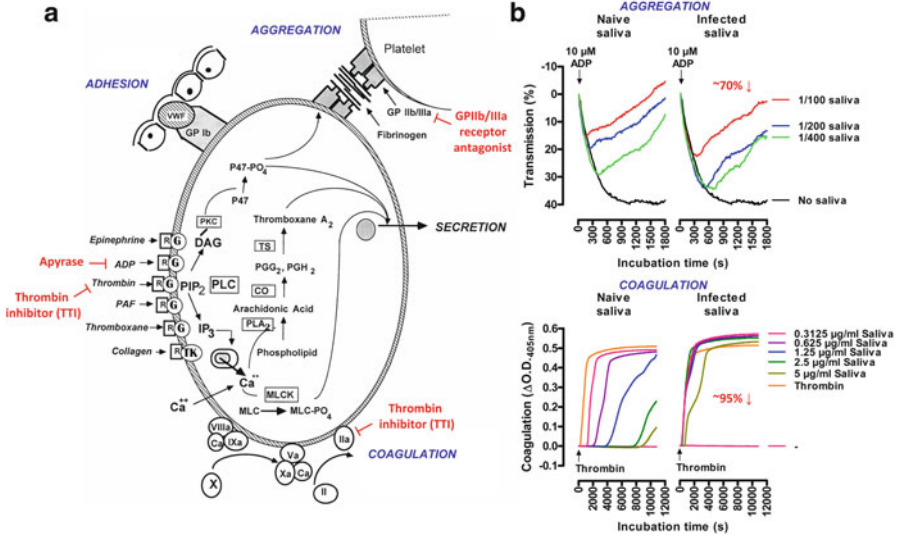 a
AGGREGATION
Platelet
ADHESION
VWF
GP Ib
GP IIb/IIIa
Fibrinogen
GPIIb/IIIa
receptor
antagonist
P47-PO4
P47
PKC
DAG
Thromboxane A2
SECRETION
TS
PGG2, PGH2
CO
Arachidonic Acid
PLA2
Phospholipid
Epinephrine
R
G
Apyrase
ADP
R
G
Thrombin
R
G
PIP2
PLC
Thrombin
inhibitor (TTI)
PAF
R
G
Thromboxane
R
G
IP3
Collagen
R
TK
Ca++
Ca++
MLCK
MLC
MLC-PO4
Thrombin
inhibitor (TTI)
VIIIa
Ca
IXa
IIa
Va
Xa
Ca
COAGULATION
X
II
b
AGGREGATION
Naive
saliva
Infected
saliva
10 µM
ADP
10 µM
ADP
~70% ↓
Transmission (%)
-10
0
10
20
30
40
1/100 saliva
1/200 saliva
1/400 saliva
No saliva
0
300
600
900
1200
1500
1800
0
300
600
900
1200
1500
1800
Incubation time (s)
COAGULATION
Naive
saliva
Infected
saliva
Coagulation (ΔO.D-405nm)
0.6
0.5
0.4
0.3
0.2
0.1
0.0
-0.1
0.3125 µg/ml Saliva
0.625 µg/ml Saliva
1.25 µg/ml Saliva
2.5 µg/ml Saliva
5 µg/ml Saliva
Thrombin
-
~95% ↓
Thrombin
Thrombin
0
2000
4000
6000
8000
10000
12000
0
2000
4000
6000
8000
10000
12000
Incubation time (s)